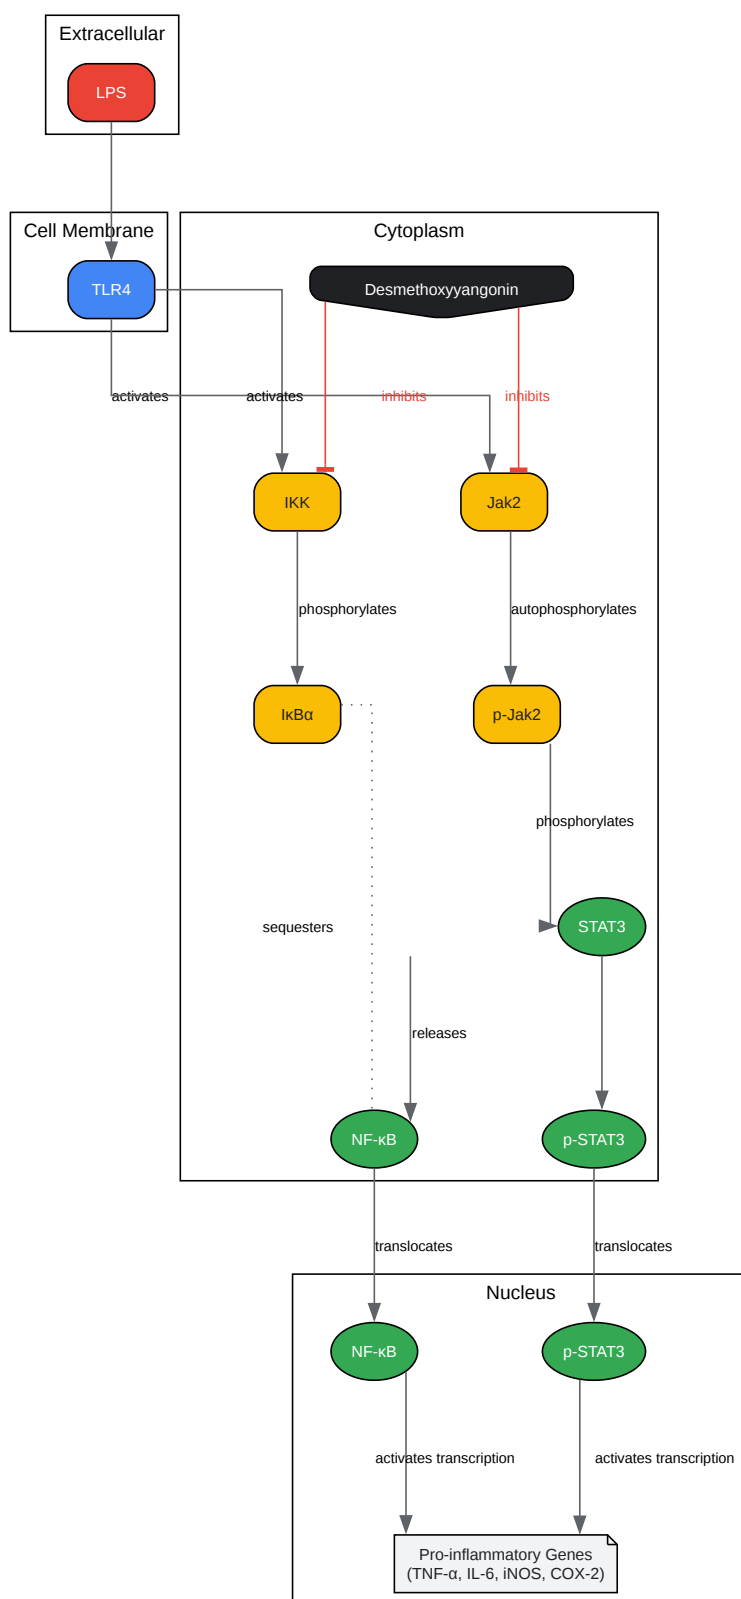 Extracellular
LPS
Cell Membrane
Cytoplasm
TLR4
Desmethoxyyangonin
activates
activates
inhibits
inhibits
IKK
Jak2
phosphorylates
autophosphorylates
IκBα
p-Jak2
phosphorylates
sequesters
STAT3
releases
NF-κB
p-STAT3
translocates
translocates
Nucleus
NF-κB
p-STAT3
activates transcription
activates transcription
Pro-inflammatory Genes
(TNF-α, IL-6, iNOS, COX-2)